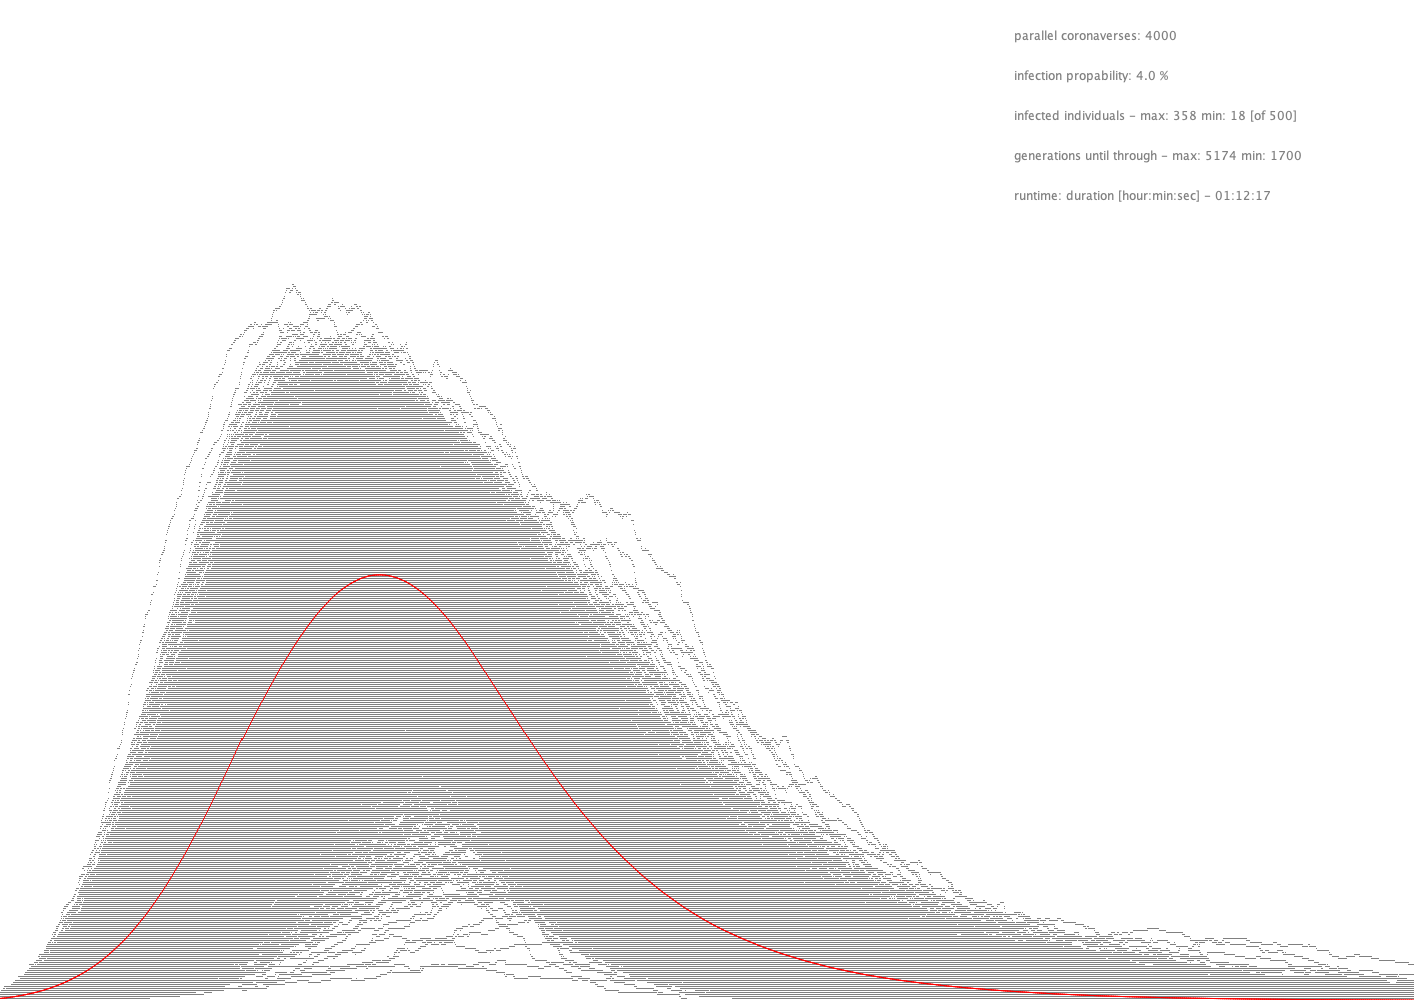 parallel coronaverses: 4000
infection propability: 4.0 %
infected individuals – max: 358 min: 18 [of 500]
generations until through – max: 5174 min: 1700
runtime: duration [hour:min:sec] – 01:12:17